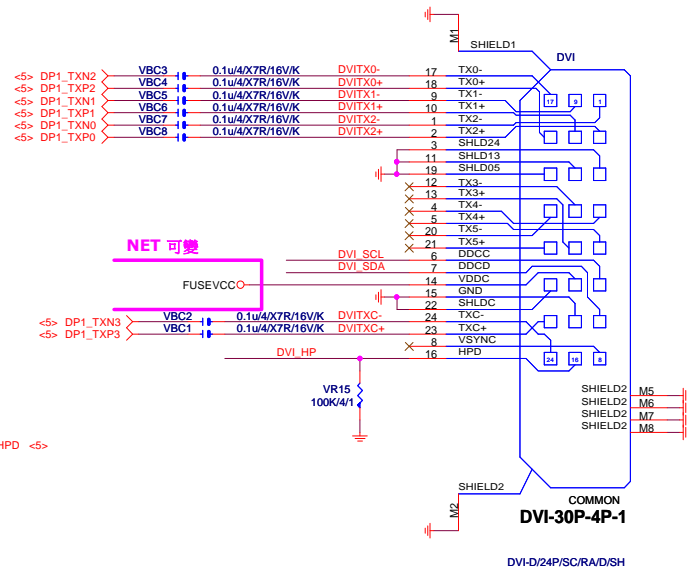 M1
SHIELD1
DVI
<5> DP1_TXN2 VBC3 0.1u/4/X7R/16V/K DVITX0- 17 TX0-
<5> DP1_TXP2 VBC4 0.1u/4/X7R/16V/K DVITX0+ 18 TX0+
<5> DP1_TXN1 VBC5 0.1u/4/X7R/16V/K DVITX1- 9 TX1-
<5> DP1_TXP1 VBC6 0.1u/4/X7R/16V/K DVITX1+ 10 TX1+
<5> DP1_TXN0 VBC7 0.1u/4/X7R/16V/K DVITX2- 1 TX2-
<5> DP1_TXP0 VBC8 0.1u/4/X7R/16V/K DVITX2+ 2 TX2+
17 9 1
3 SHLD24
11 SHLD13
19 SHLD05
12 TX3-
13 TX3+
4 TX4-
5 TX4+
20 TX5-
21 TX5+
NET 可變
DVI_SCL 6 DDCC
DVI_SDA 7 DDCD
FUSEVCC 14 VDDC
15 GND
22 SHLDC
<5> DP1_TXN3 VBC2 0.1u/4/X7R/16V/K DVITXC- 24 TXC-
<5> DP1_TXP3 VBC1 0.1u/4/X7R/16V/K DVITXC+ 23 TXC+
8 VSYNC
DVI_HP 16 HPD
24 16 8
VR15
100K/4/1
SHIELD2 M5
SHIELD2 M6
SHIELD2 M7
SHIELD2 M8
HPD <5>
SHIELD2
M2
COMMON
DVI-30P-4P-1
DVI-D/24P/SC/RA/D/SH